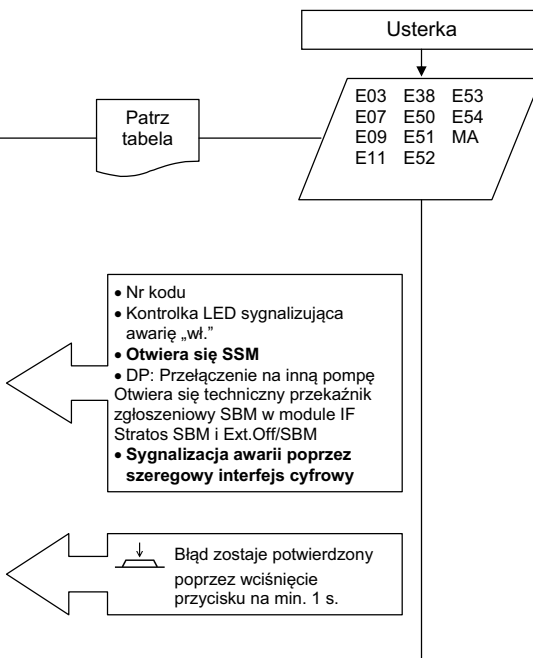 Usterka
E03 E38 E53
E07 E50 E54
E09 E51 MA
E11 E52
Patrz
tabela
• Nr kodu
• Kontrolka LED sygnalizująca
awarię „wł.”
• Otwiera się SSM
• DP: Przełączenie na inną pompę
Otwiera się techniczny przekaźnik
zgłoszeniowy SBM w module IF
Stratos SBM i Ext.Off/SBM
• Sygnalizacja awarii poprzez
szeregowy interfejs cyfrowy
Błąd zostaje potwierdzony
poprzez wciśnięcie
przycisku na min. 1 s.